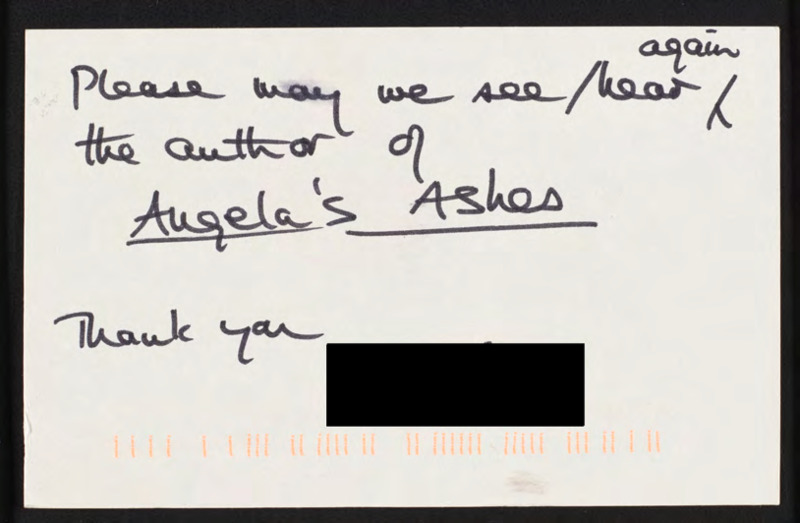 Please may we see/hear again
the author of
Angela's Ashes
Thank you